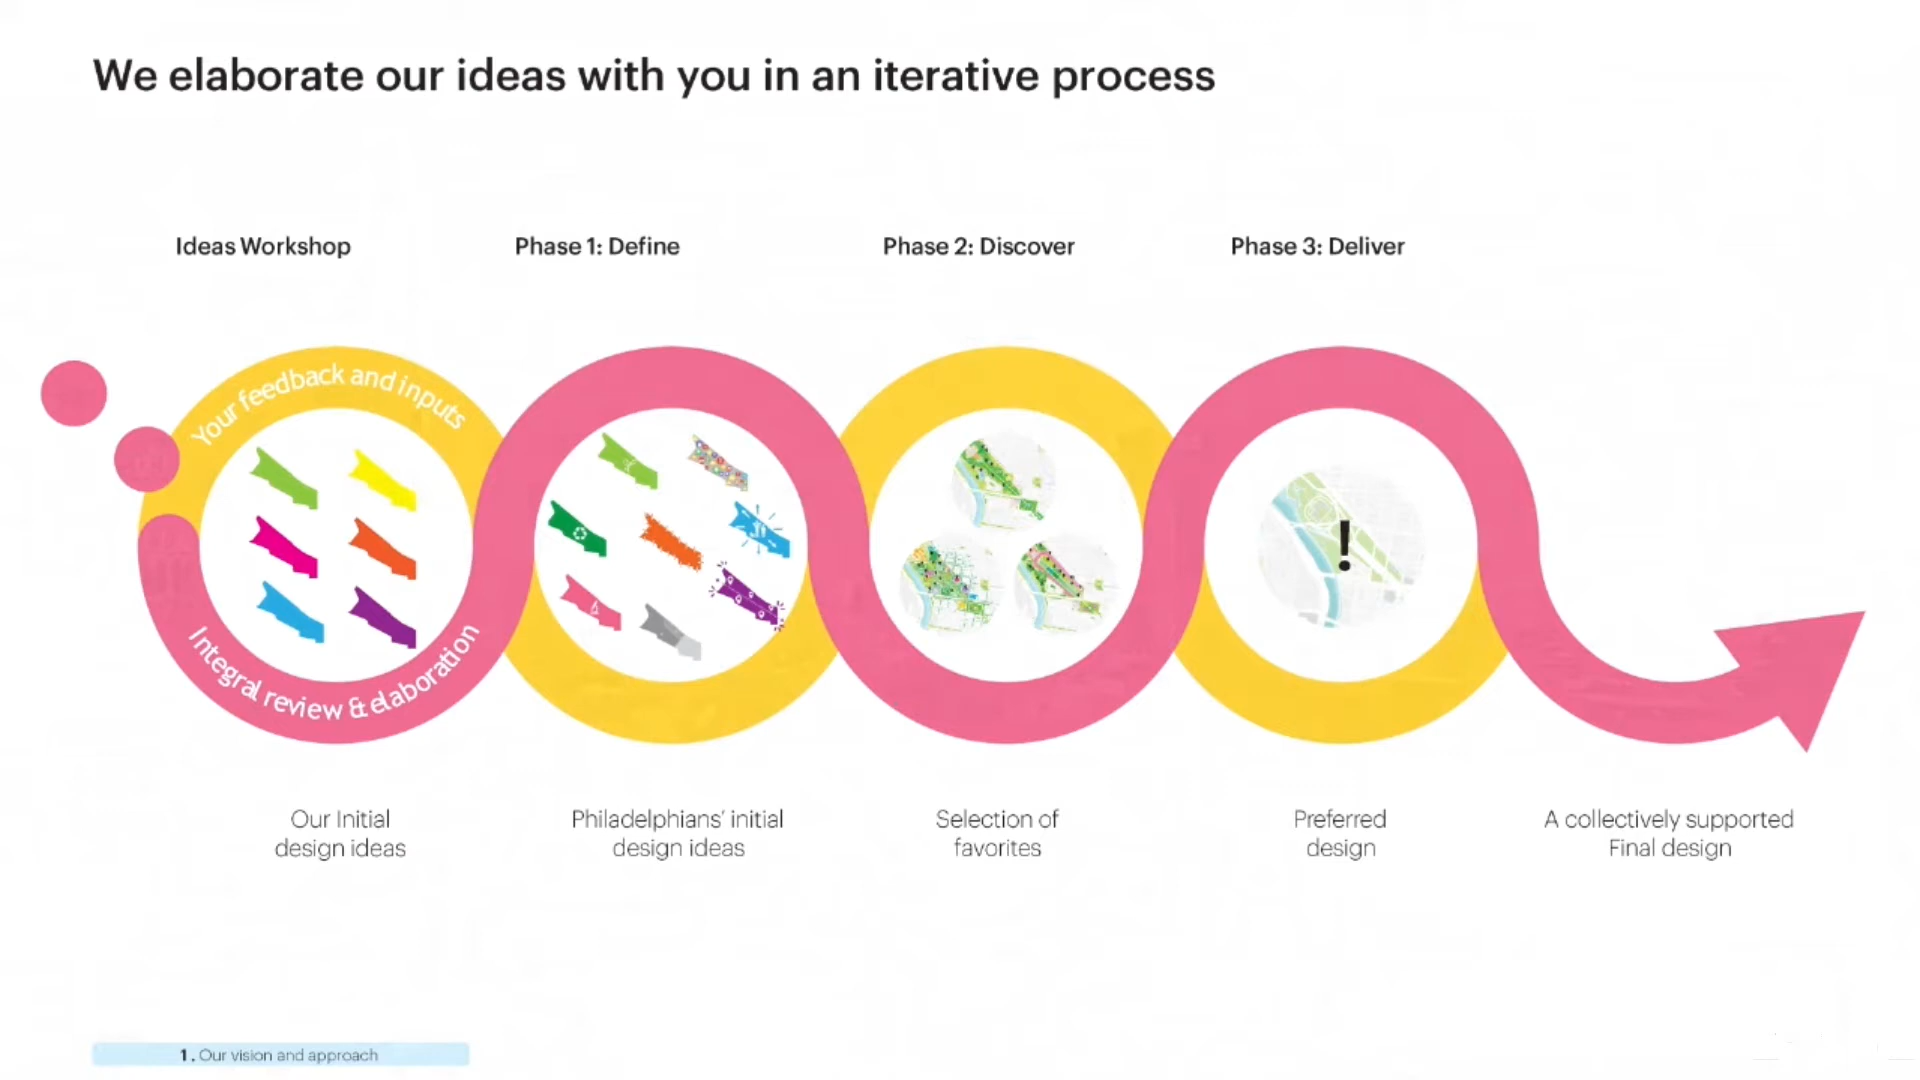 We elaborate our ideas with you in an iterative process
Ideas Workshop
Phase 1: Define
Phase 2: Discover
Phase 3: Deliver
Your feedback and inputs
Integral review & elaboration
!
Our Initial
design ideas
Philadelphians' initial
design ideas
Selection of
favorites
Preferred
design
A collectively supported
Final design
1. Our vision and approach